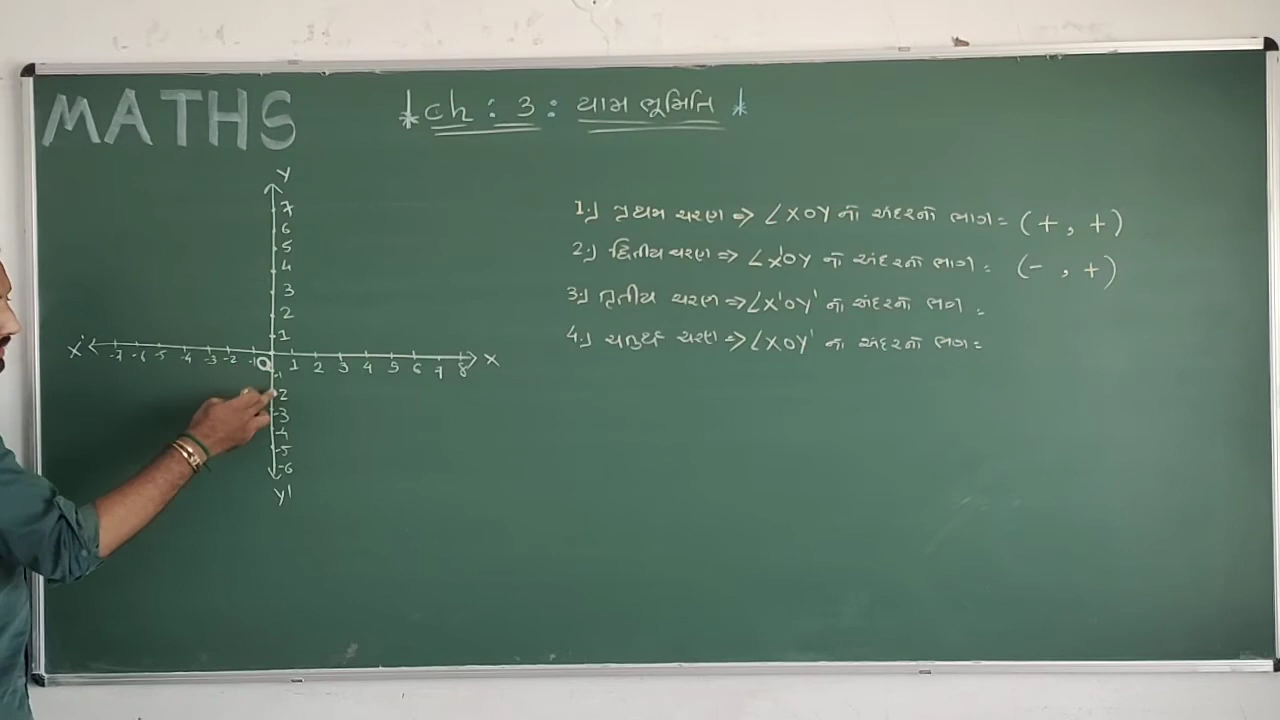 MATHS
* ch : 3 : યામ ભૂમિતિ *
Y
7
6
5
4
3
2
1
X' -7 -6 -5 -4 -3 -2 -1 O 1 2 3 4 5 6 7 8 X
-1
-2
-3
-4
-5
-6
Y'
1.) પ્રથમ ચરણ => ∠XOY નો અંદરનો ભાગ = (+, +)
2.) દ્વિતીય ચરણ => ∠X'OY નો અંદરનો ભાગ = (-, +)
3.) તૃતીય ચરણ => ∠X'OY' નો અંદરનો ભાગ =
4.) ચતુર્થ ચરણ => ∠XOY' નો અંદરનો ભાગ =